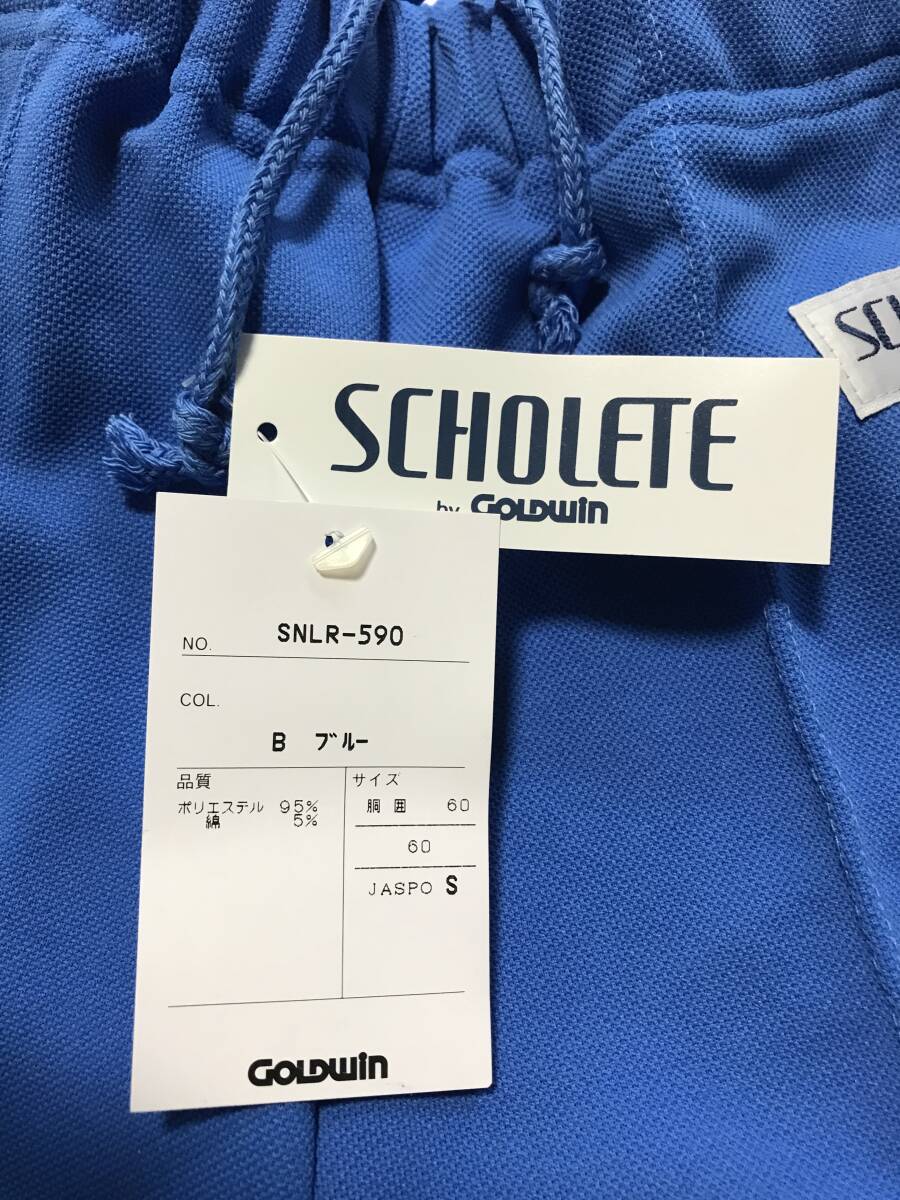 SCHOLETE
by GOLDWIN
SC
NO. SNLR-590
COL.
B ブルー
品質
ポリエステル 95%
綿 5%
サイズ
胴囲 60
60
JASPO S
GOLDWIN